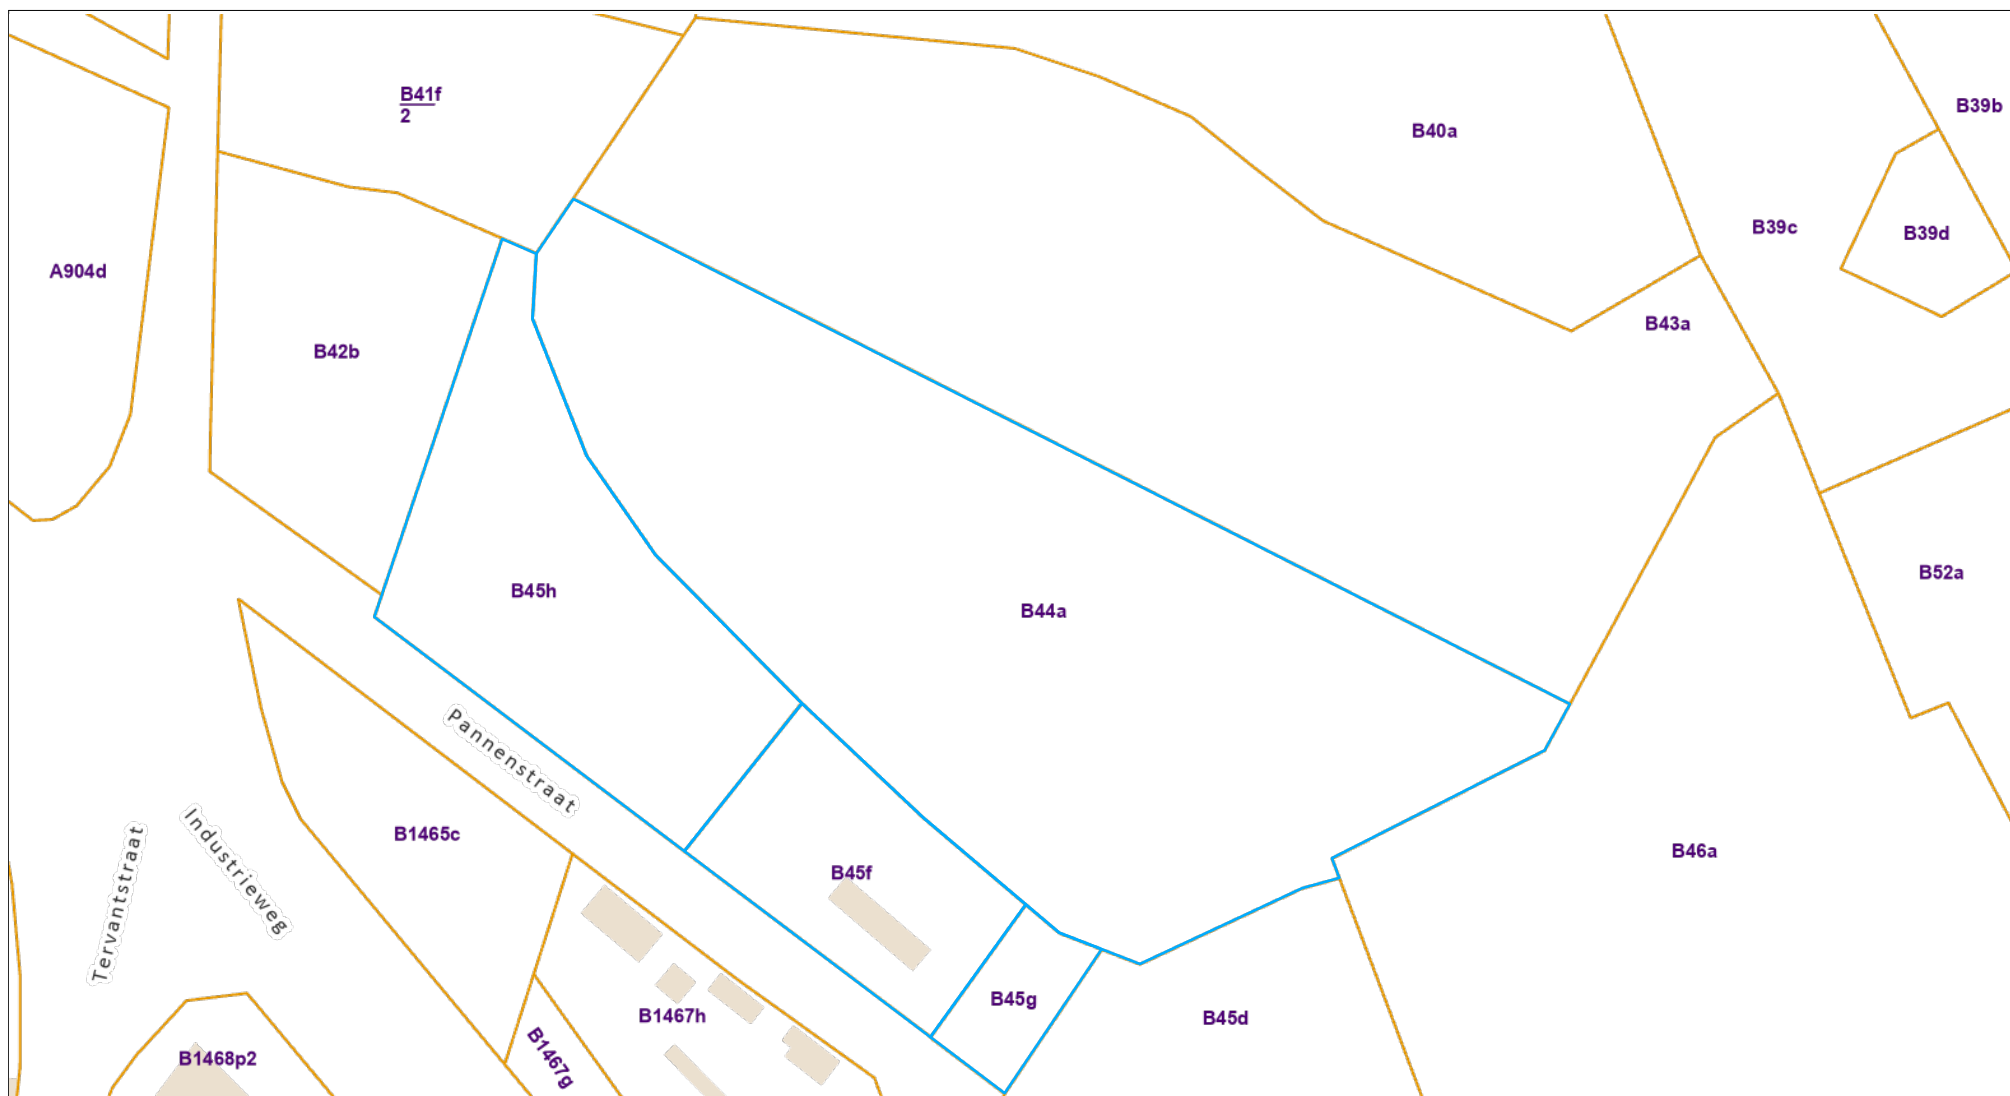 B41f
2
B39b
B40a
B39c
B39d
A904d
B43a
B42b
B52a
B45h
B44a
Pannenstraat
Industrieweg
Tervantstraat
B1465c
B46a
B45f
B45g
B1467h
B45d
B1467g
B1468p2